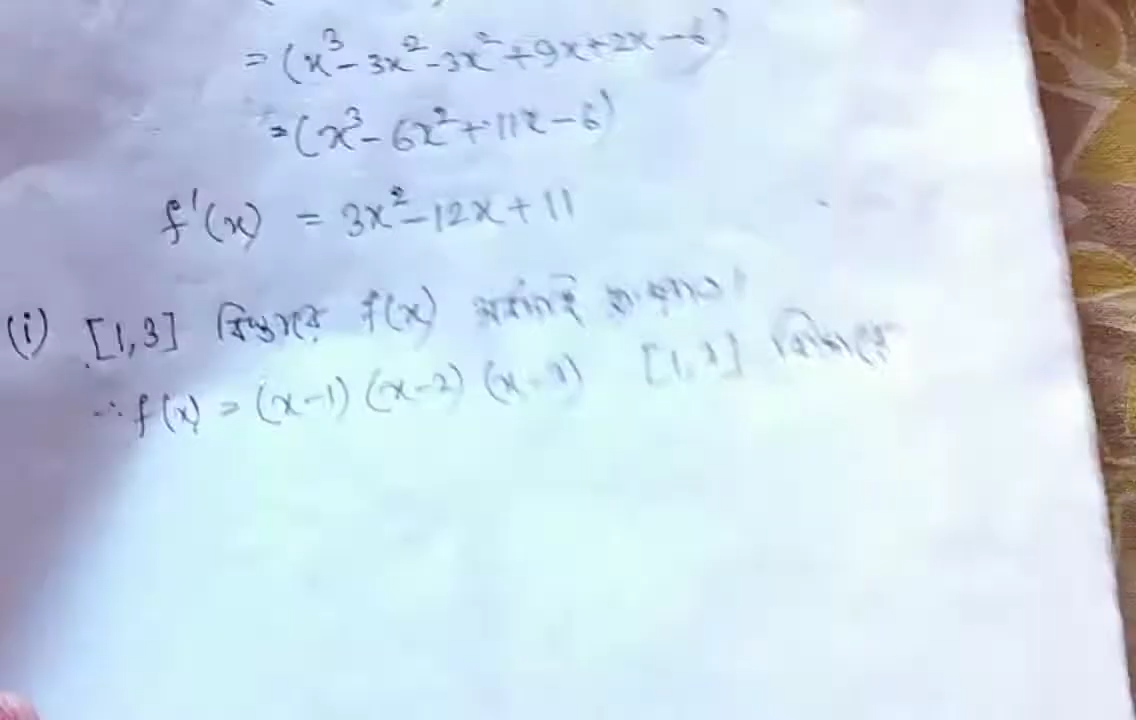 = (x³-3x²-3x²+9x+2x-6)
= (x³-6x²+11x-6)
f'(x) = 3x²-12x+11
(i) [1,3] f(x)
∴ f(x) = (x-1) (x-2) (x-3) [1,3]